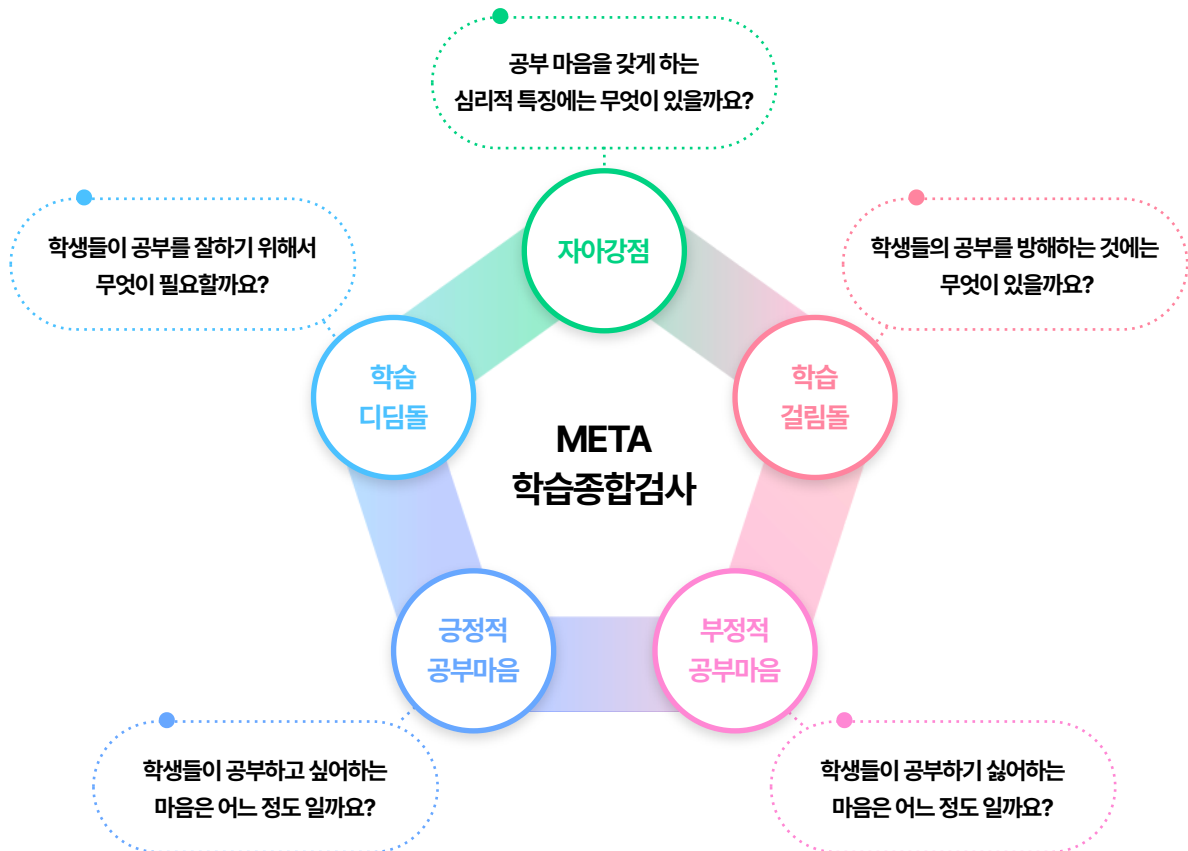 공부 마음을 갖게 하는
심리적 특징에는 무엇이 있을까요?
자아강점
학생들이 공부를 잘하기 위해서
무엇이 필요할까요?
학생들의 공부를 방해하는 것에는
무엇이 있을까요?
학습
디딤돌
학습
걸림돌
META
학습종합검사
긍정적
공부마음
부정적
공부마음
학생들이 공부하고 싶어하는
마음은 어느 정도 일까요?
학생들이 공부하기 싫어하는
마음은 어느 정도 일까요?